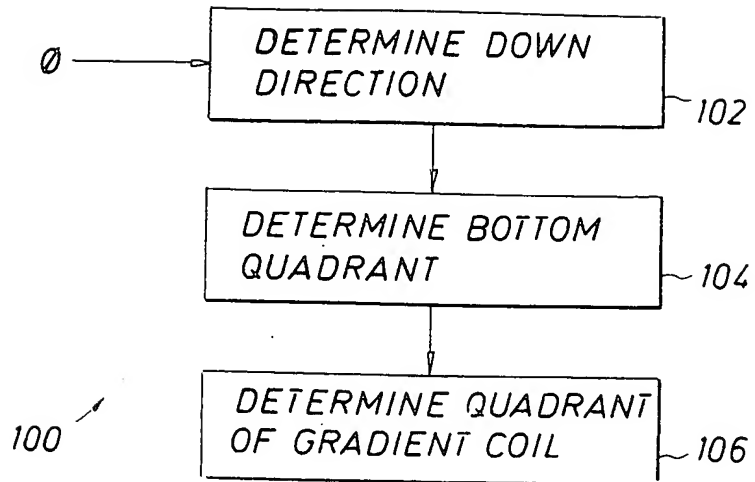 Ø
DETERMINE DOWN
DIRECTION
102
DETERMINE BOTTOM
QUADRANT
104
DETERMINE QUADRANT
OF GRADIENT COIL
106
100